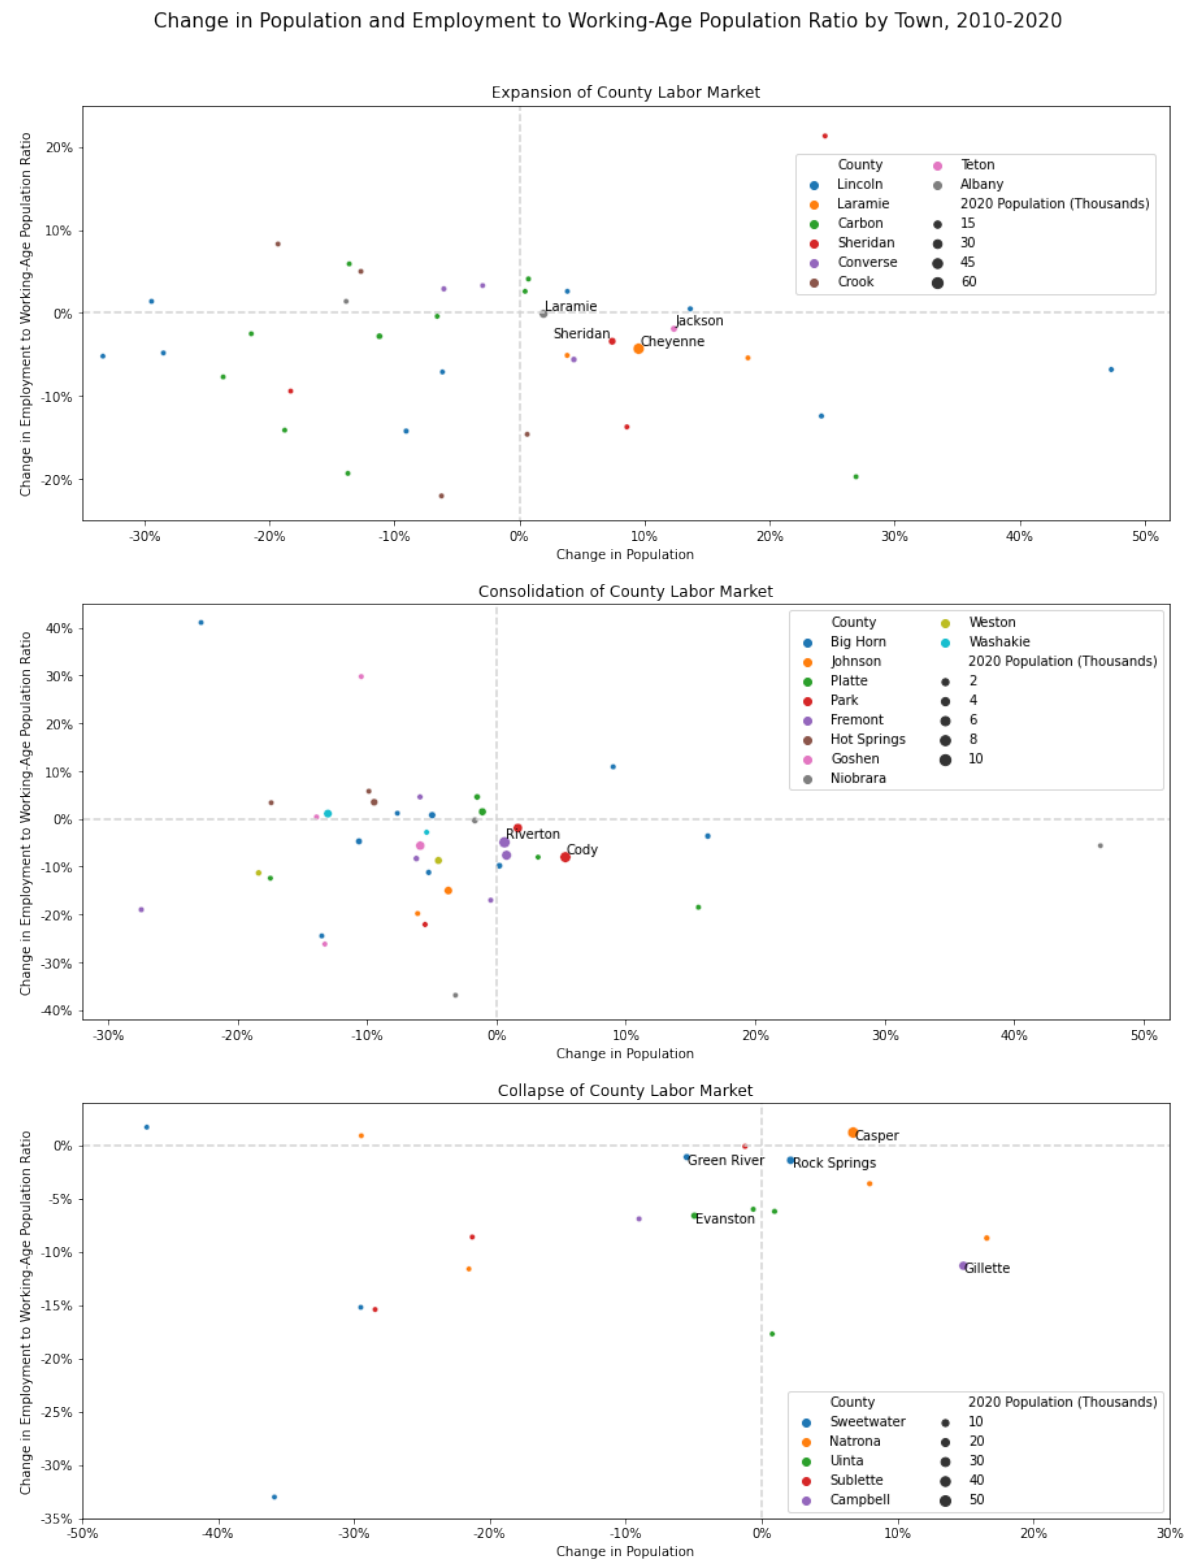 Change in Population and Employment to Working-Age Population Ratio by Town, 2010-2020
Expansion of County Labor Market
Change in Employment to Working-Age Population Ratio
20%
10%
0%
-10%
-20%
County
Lincoln
Laramie
Carbon
Sheridan
Converse
Crook
Teton
Albany
2020 Population (Thousands)
15
30
45
60
Laramie
Jackson
Sheridan
Cheyenne
-30%
-20%
-10%
0%
10%
20%
30%
40%
50%
Change in Population
Consolidation of County Labor Market
Change in Employment to Working-Age Population Ratio
40%
30%
20%
10%
0%
-10%
-20%
-30%
-40%
County
Big Horn
Johnson
Platte
Park
Fremont
Hot Springs
Goshen
Niobrara
Weston
Washakie
2020 Population (Thousands)
2
4
6
8
10
Riverton
Cody
-30%
-20%
-10%
0%
10%
20%
30%
40%
50%
Change in Population
Collapse of County Labor Market
Change in Employment to Working-Age Population Ratio
0%
-5%
-10%
-15%
-20%
-25%
-30%
-35%
Casper
Green River
Rock Springs
Evanston
Gillette
County
Sweetwater
Natrona
Uinta
Sublette
Campbell
2020 Population (Thousands)
10
20
30
40
50
-50%
-40%
-30%
-20%
-10%
0%
10%
20%
30%
Change in Population